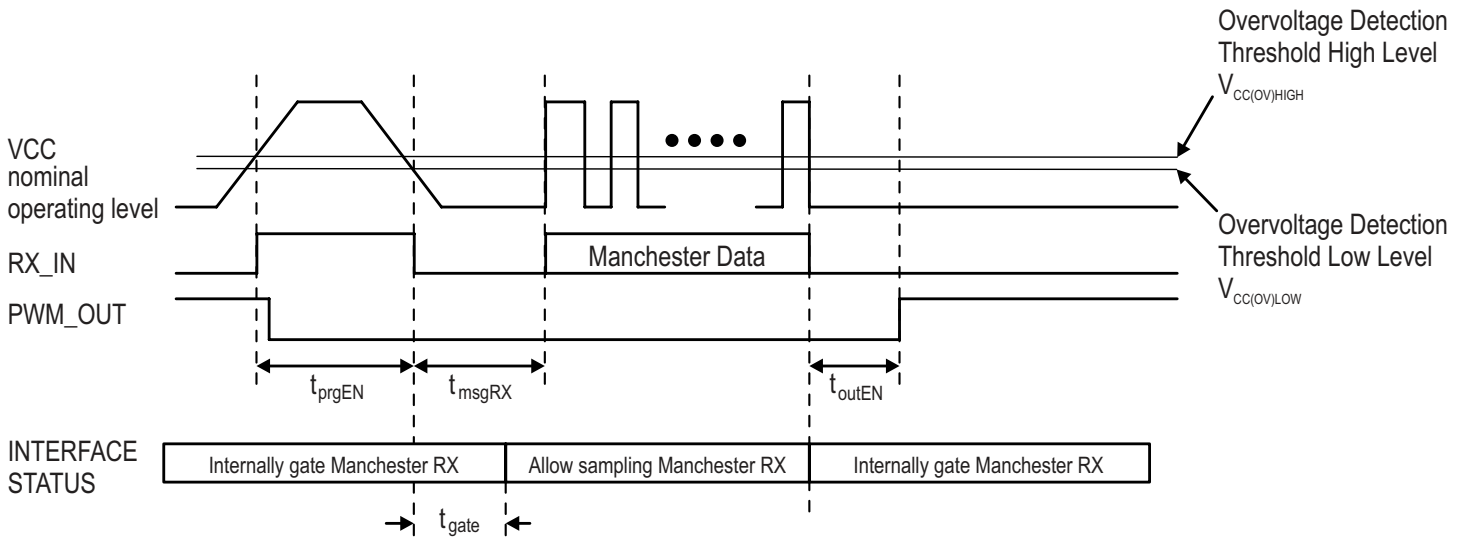 Overvoltage Detection
Threshold High Level
VCC(OV)HIGH
VCC
nominal
operating level
Overvoltage Detection
Threshold Low Level
VCC(OV)LOW
RX_IN
Manchester Data
PWM_OUT
tprgEN
tmsgRX
toutEN
INTERFACE
STATUS
Internally gate Manchester RX
Allow sampling Manchester RX
Internally gate Manchester RX
tgate